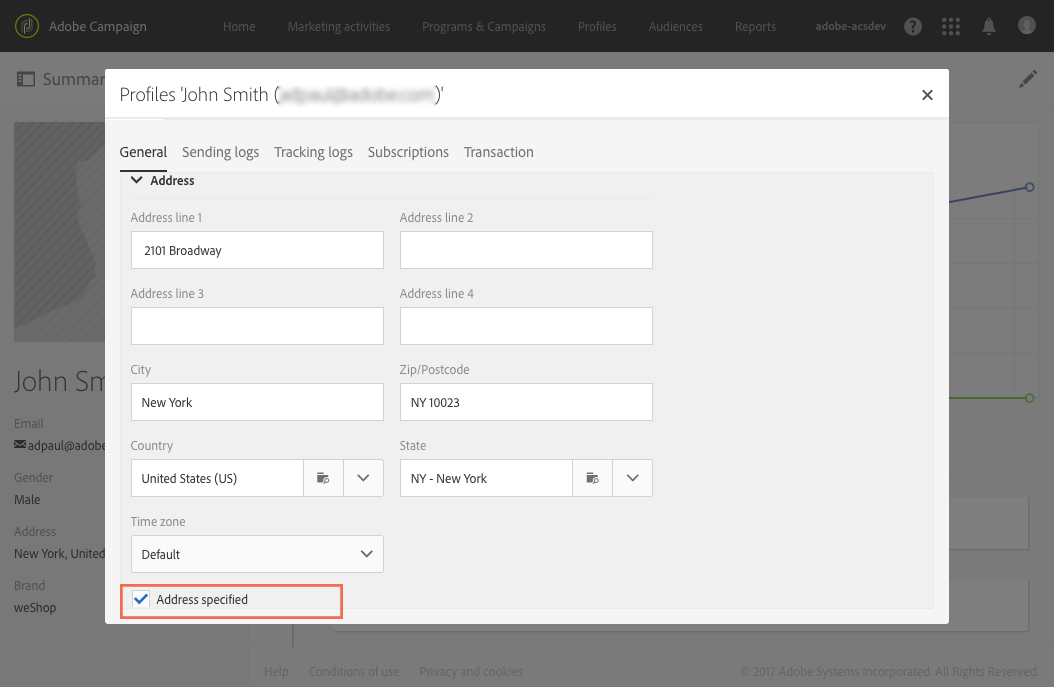 Adobe Campaign
Home Marketing activities Programs & Campaigns Profiles Audiences Reports adobe-acsdev ?
Summar
Profiles 'John Smith ( )'
General Sending logs Tracking logs Subscriptions Transaction
Address
Address line 1 Address line 2
2101 Broadway
Address line 3 Address line 4
City Zip/Postcode
New York NY 10023
Country State
United States (US) NY - New York
Time zone
Default
Address specified
John Sm
Email
adpaul@adobe
Gender
Male
Address
New York, United
Brand
weShop
Help Conditions of use Privacy and cookies © 2017 Adobe Systems Incorporated. All Rights Reserved.